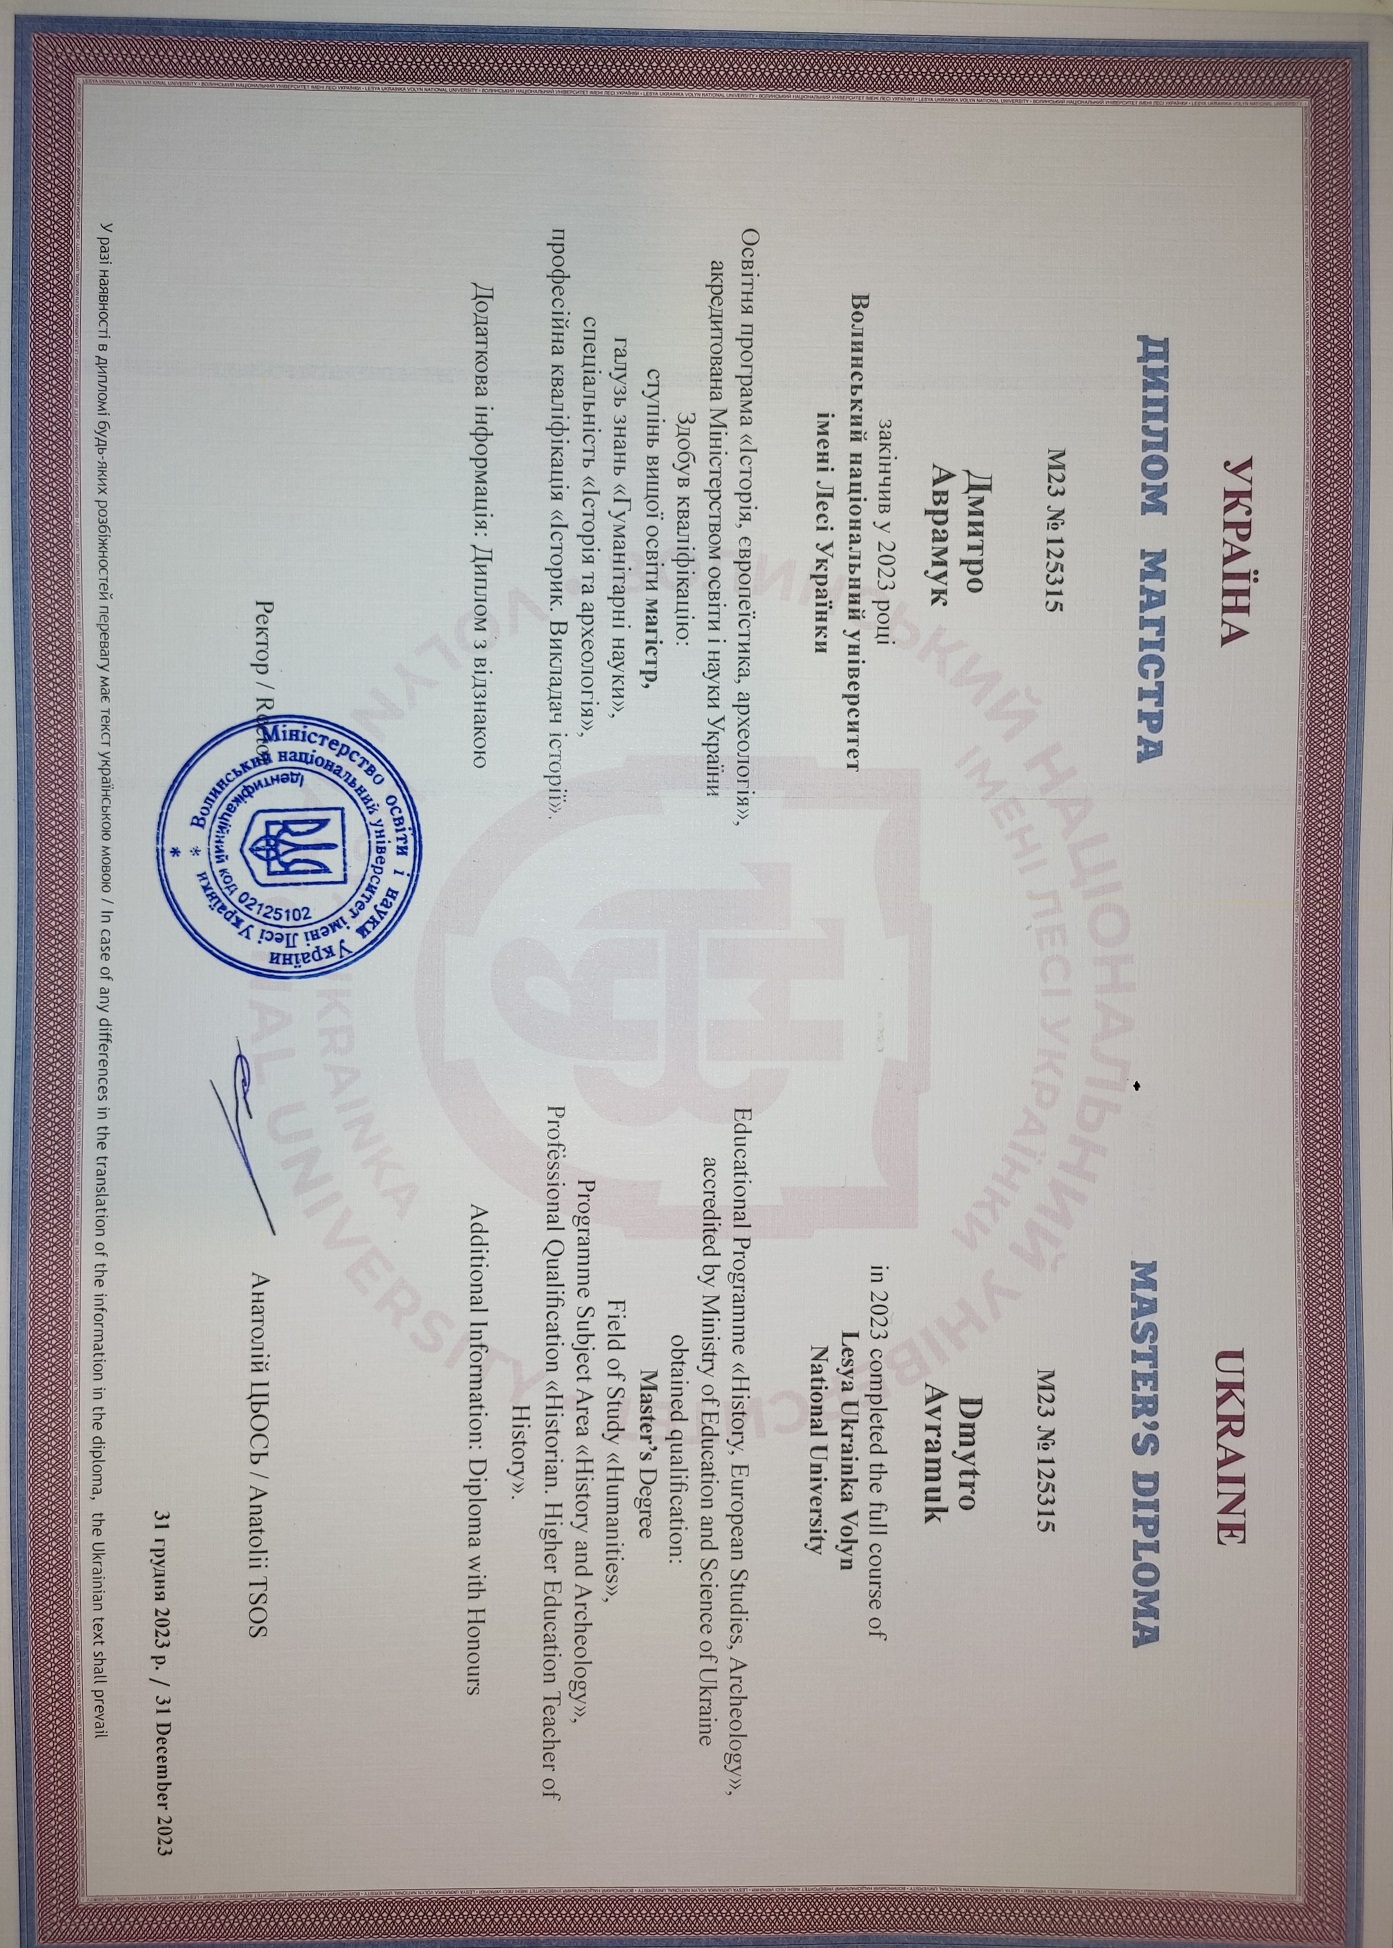 УКРАЇНА
ДИПЛОМ МАГІСТРА
М23 № 125315
Дмитро
Аврамук
закінчив у 2023 році
Волинський національний університет
імені Лесі Українки
Освітня програма «Історія, європеїстика, археологія»,
акредитована Міністерством освіти і науки України
Здобув кваліфікацію:
ступінь вищої освіти магістр,
галузь знань «Гуманітарні науки»,
спеціальність «Історія та археологія»,
професійна кваліфікація «Історик. Викладач історії».
Додаткова інформація: Диплом з відзнакою
UKRAINE
MASTER'S DIPLOMA
М23 № 125315
Dmytro
Avramuk
in 2023 completed the full course of
Lesya Ukrainka Volyn
National University
Educational Programme «History, European Studies, Archeology»,
accredited by Ministry of Education and Science of Ukraine
obtained qualification:
Master's Degree
Field of Study «Humanities»,
Programme Subject Area «History and Archeology»,
Professional Qualification «Historian. Higher Education Teacher of
History».
Additional Information: Diploma with Honours
Ректор / Rector
Анатолій ЦЬОСЬ / Anatolii TSOS
Міністерство освіти і науки України
Волинський національний університет імені Лесі Українки
Ідентифікаційний код 02125102
31 грудня 2023 р. / 31 December 2023
У разі наявності в дипломі будь-яких розбіжностей перевагу має текст українською мовою / In case of any differences in the translation of the information in the diploma, the Ukrainian text shall prevail
ВОЛИНСЬКИЙ НАЦІОНАЛЬНИЙ УНІВЕРСИТЕТ
ІМЕНІ ЛЕСІ УКРАЇНКИ